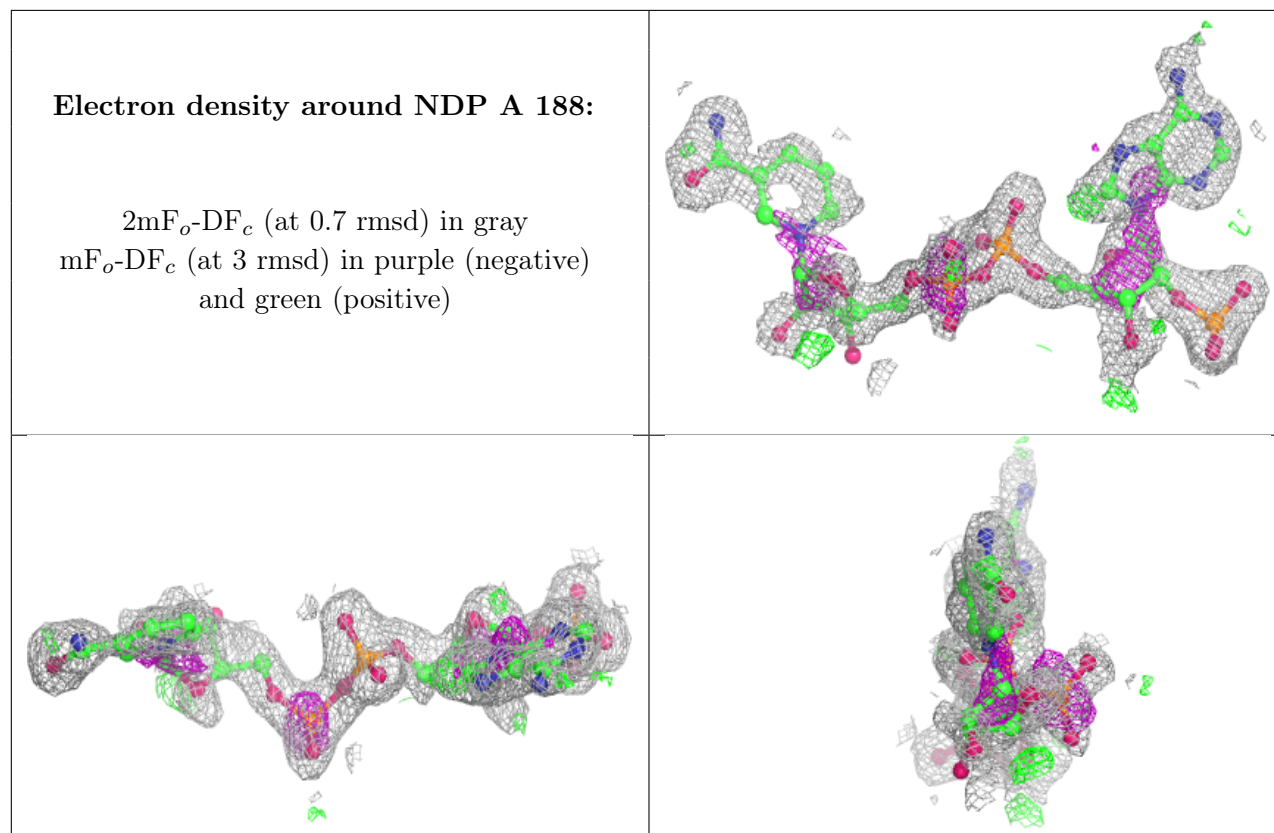 Electron density around NDP A 188:
2mFₒ-DF𝒸 (at 0.7 rmsd) in gray
mFₒ-DF𝒸 (at 3 rmsd) in purple (negative)
and green (positive)